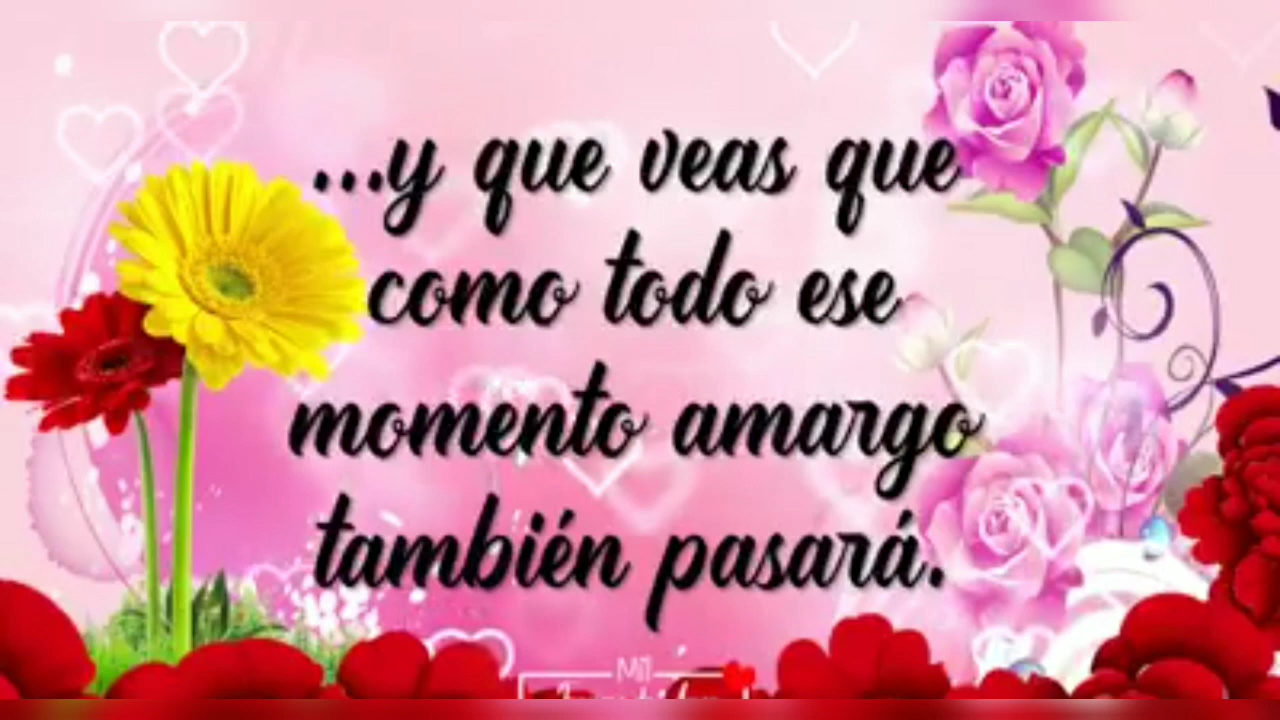 ...y que veas que
como todo ese
momento amargo
también pasará.